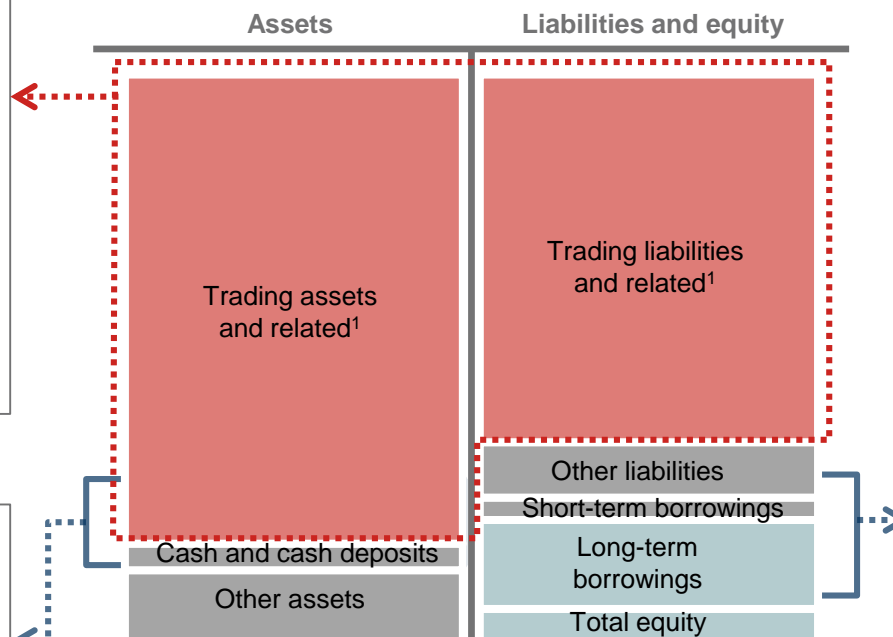 Assets
Liabilities and equity
Trading assets
and related¹
Trading liabilities
and related¹
Other liabilities
Short-term borrowings
Cash and cash deposits
Long-term
borrowings
Other assets
Total equity